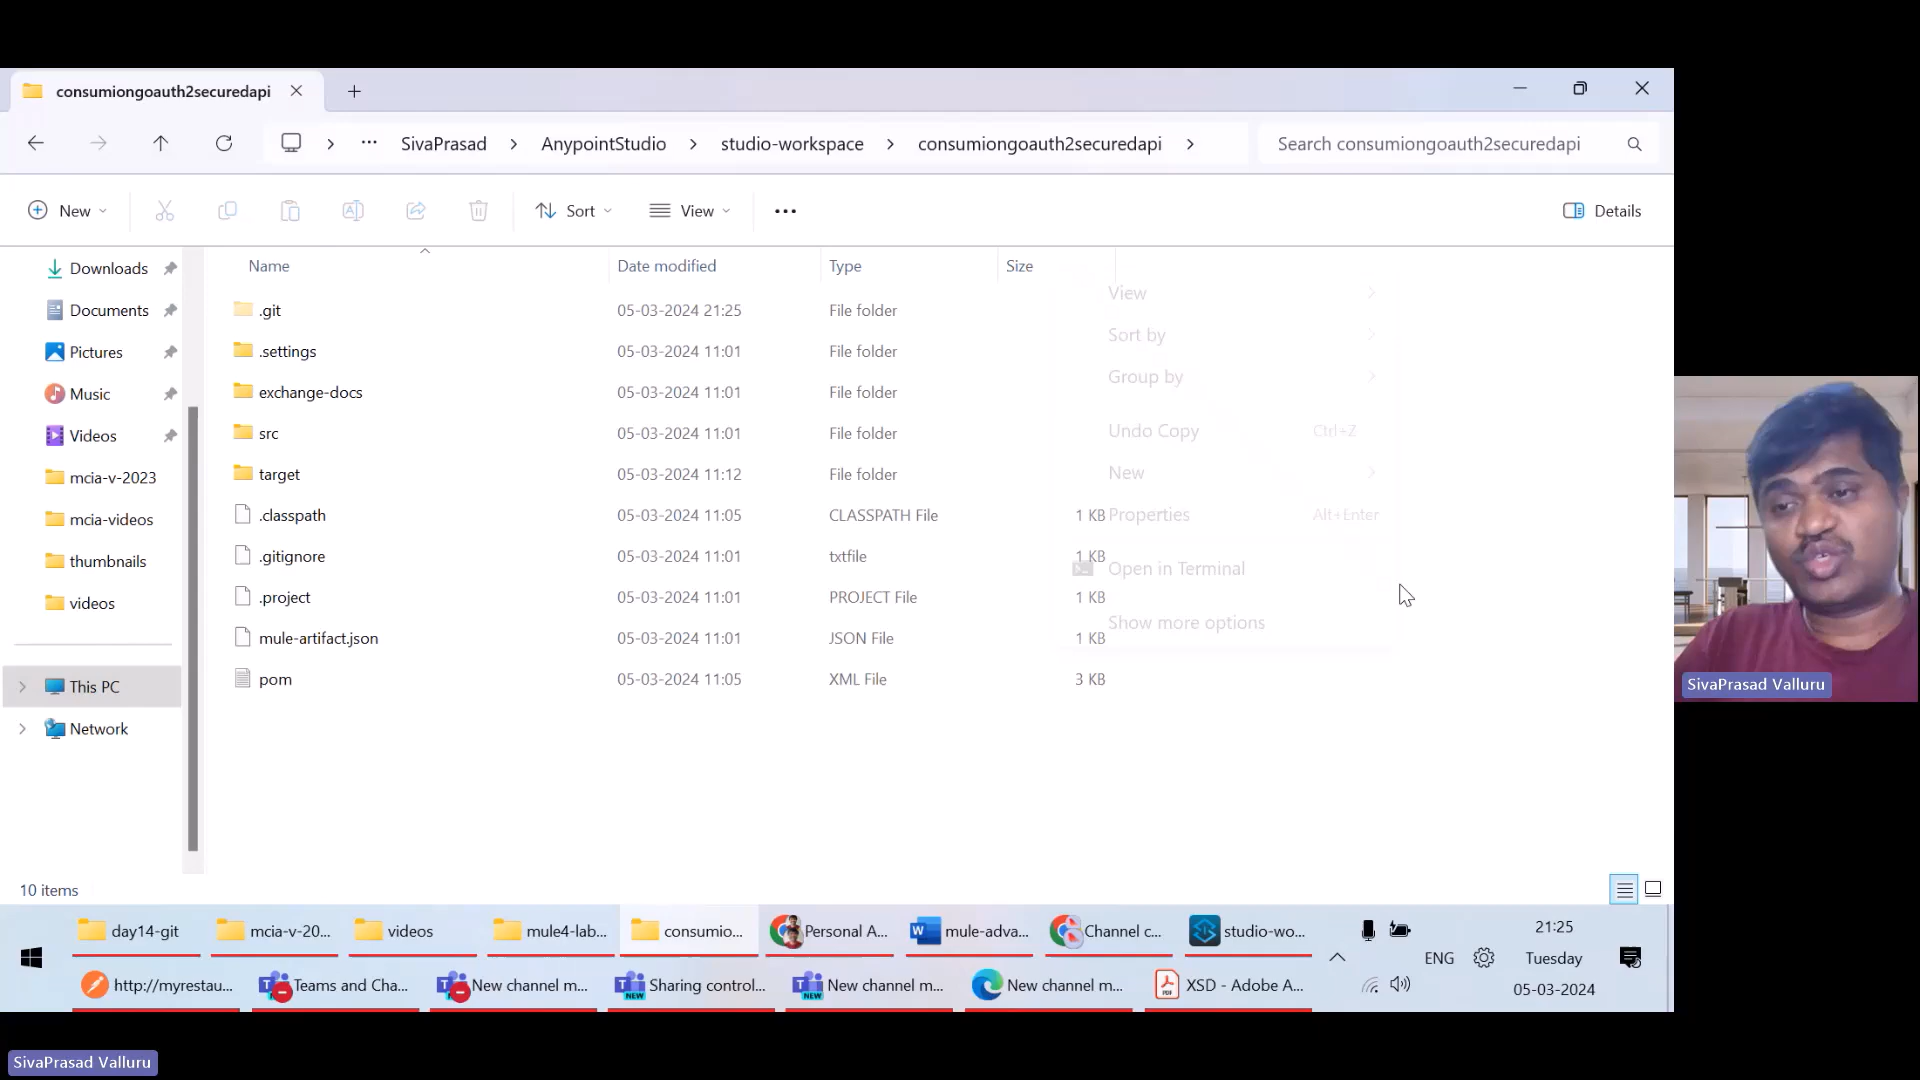 consumiongoauth2securedapi
SivaPrasad
AnypointStudio
studio-workspace
consumiongoauth2securedapi
Search consumiongoauth2securedapi
New
Sort
View
Details
Downloads
Documents
Pictures
Music
Videos
mcia-v-2023
mcia-videos
thumbnails
videos
This PC
Network
Name Date modified Type Size
.git 05-03-2024 21:25 File folder
.settings 05-03-2024 11:01 File folder
exchange-docs 05-03-2024 11:01 File folder
src 05-03-2024 11:01 File folder
target 05-03-2024 11:12 File folder
.classpath 05-03-2024 11:05 CLASSPATH File 1 KB
.gitignore 05-03-2024 11:01 txtfile 1 KB
.project 05-03-2024 11:01 PROJECT File 1 KB
mule-artifact.json 05-03-2024 11:01 JSON File 1 KB
pom 05-03-2024 11:05 XML File 3 KB
View
Sort by
Group by
Undo Copy Ctrl+Z
New
Properties Alt+Enter
Open in Terminal
Show more options
SivaPrasad Valluru
10 items
day14-git
mcia-v-20...
videos
mule4-lab...
consumio...
Personal A...
mule-adva...
Channel c...
studio-wo...
http://myrestau...
Teams and Cha...
New channel m...
Sharing control...
New channel m...
New channel m...
XSD - Adobe A...
ENG
21:25
Tuesday
05-03-2024
SivaPrasad Valluru